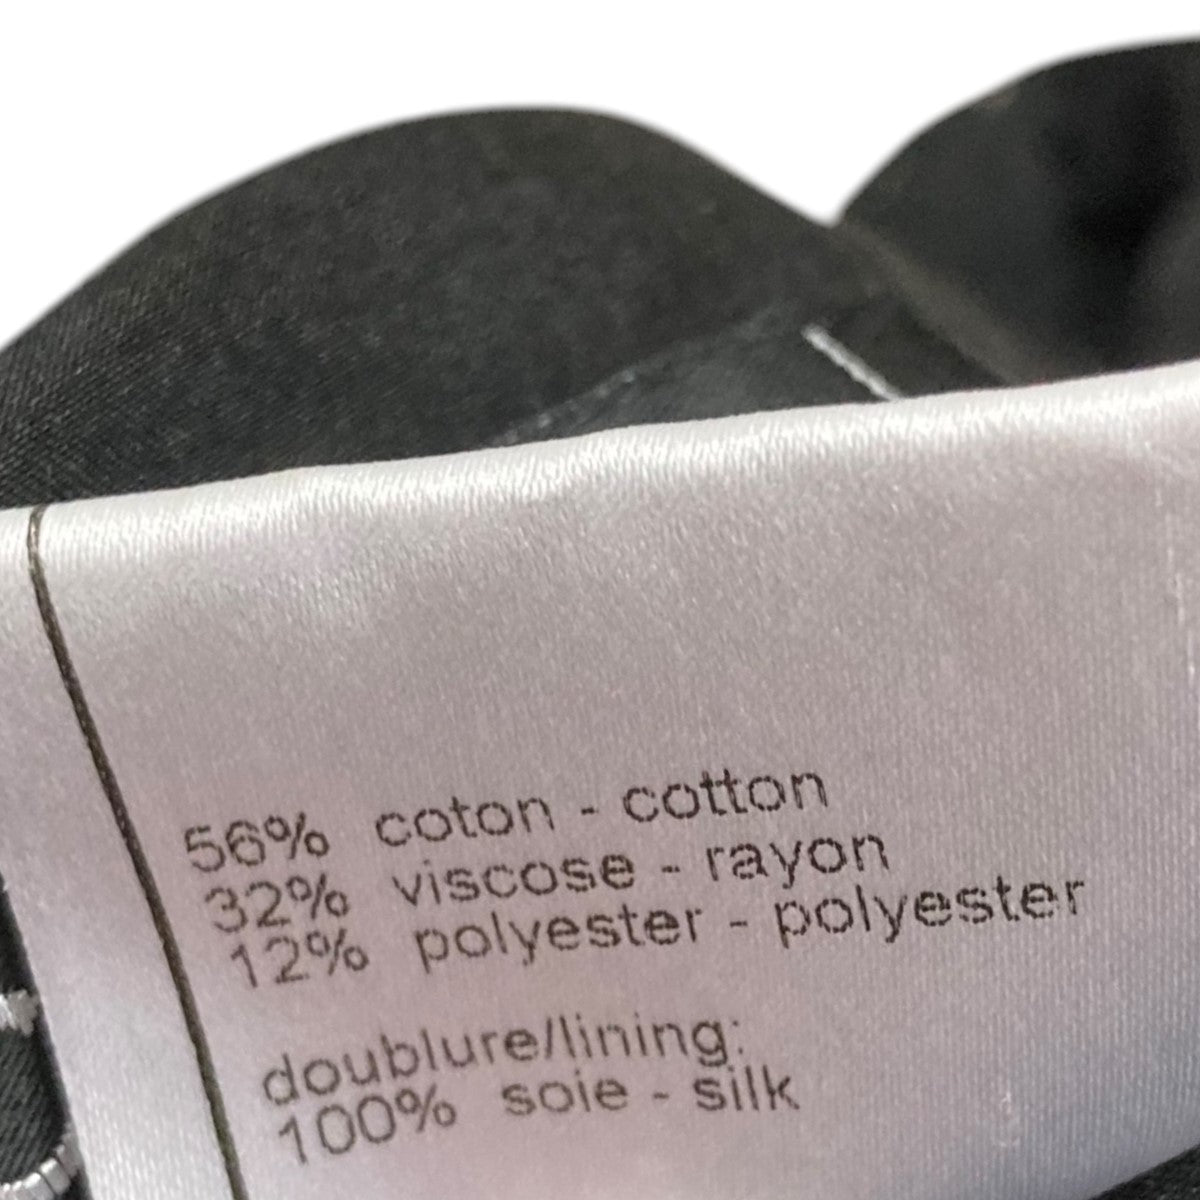 56% coton - cotton
32% viscose - rayon
12% polyester - polyester
doublure/lining:
100% soie - silk